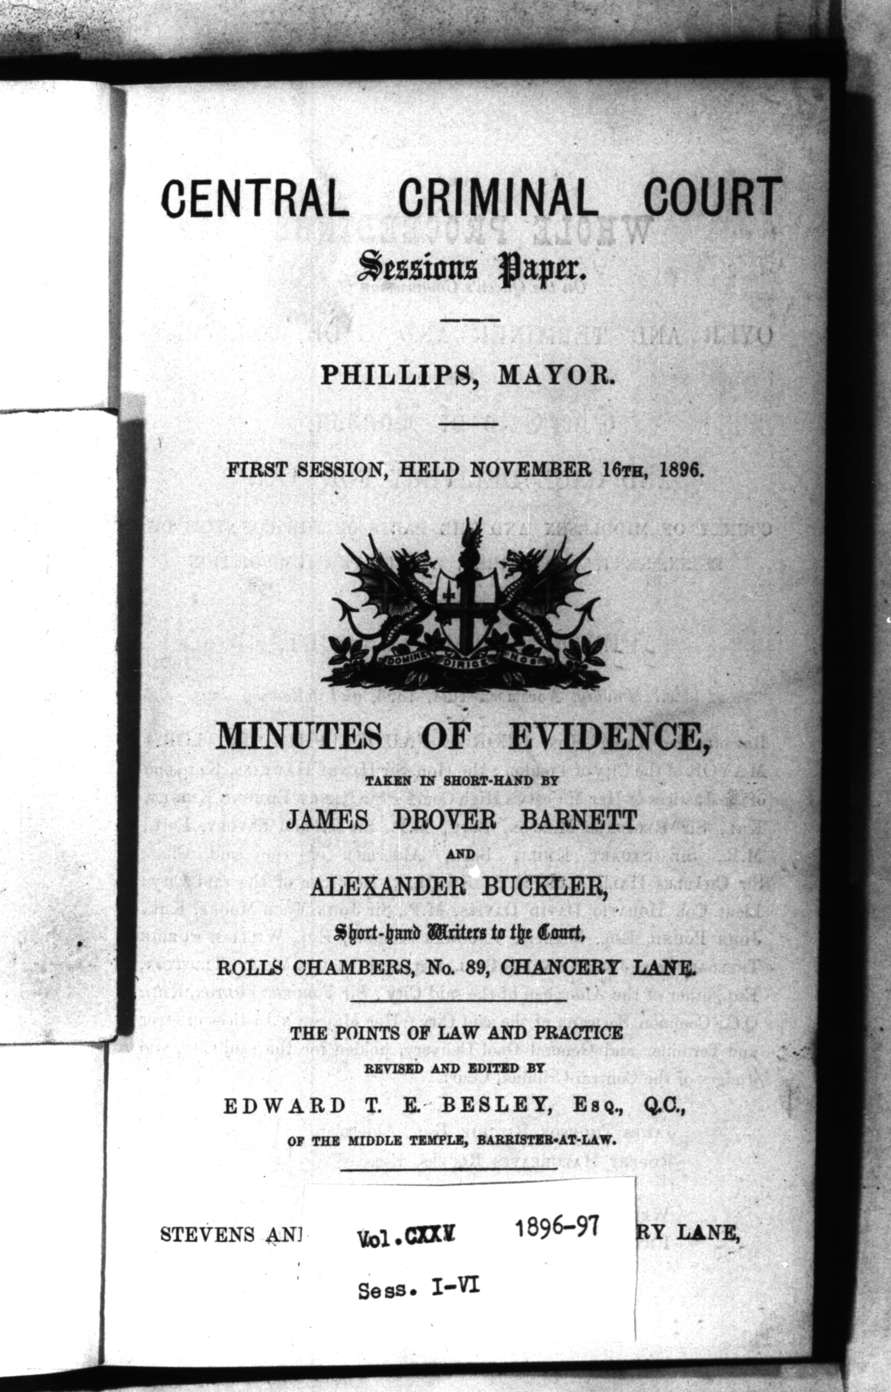 CENTRAL CRIMINAL COURT
Sessions Paper.
PHILLIPS, MAYOR.
FIRST SESSION, HELD NOVEMBER 16TH, 1896.
DOMINE DIRIGE NOS
MINUTES OF EVIDENCE,
TAKEN IN SHORT-HAND BY
JAMES DROVER BARNETT
AND
ALEXANDER BUCKLER,
Short-hand Writers to the Court,
ROLLS CHAMBERS, No. 89, CHANCERY LANE.
THE POINTS OF LAW AND PRACTICE
REVISED AND EDITED BY
EDWARD T. E. BESLEY, ESQ., Q.C.,
OF THE MIDDLE TEMPLE, BARRISTER-AT-LAW.
STEVENS AN RY LANE,
Vol.CXXV 1896-97
Sess. I-VI